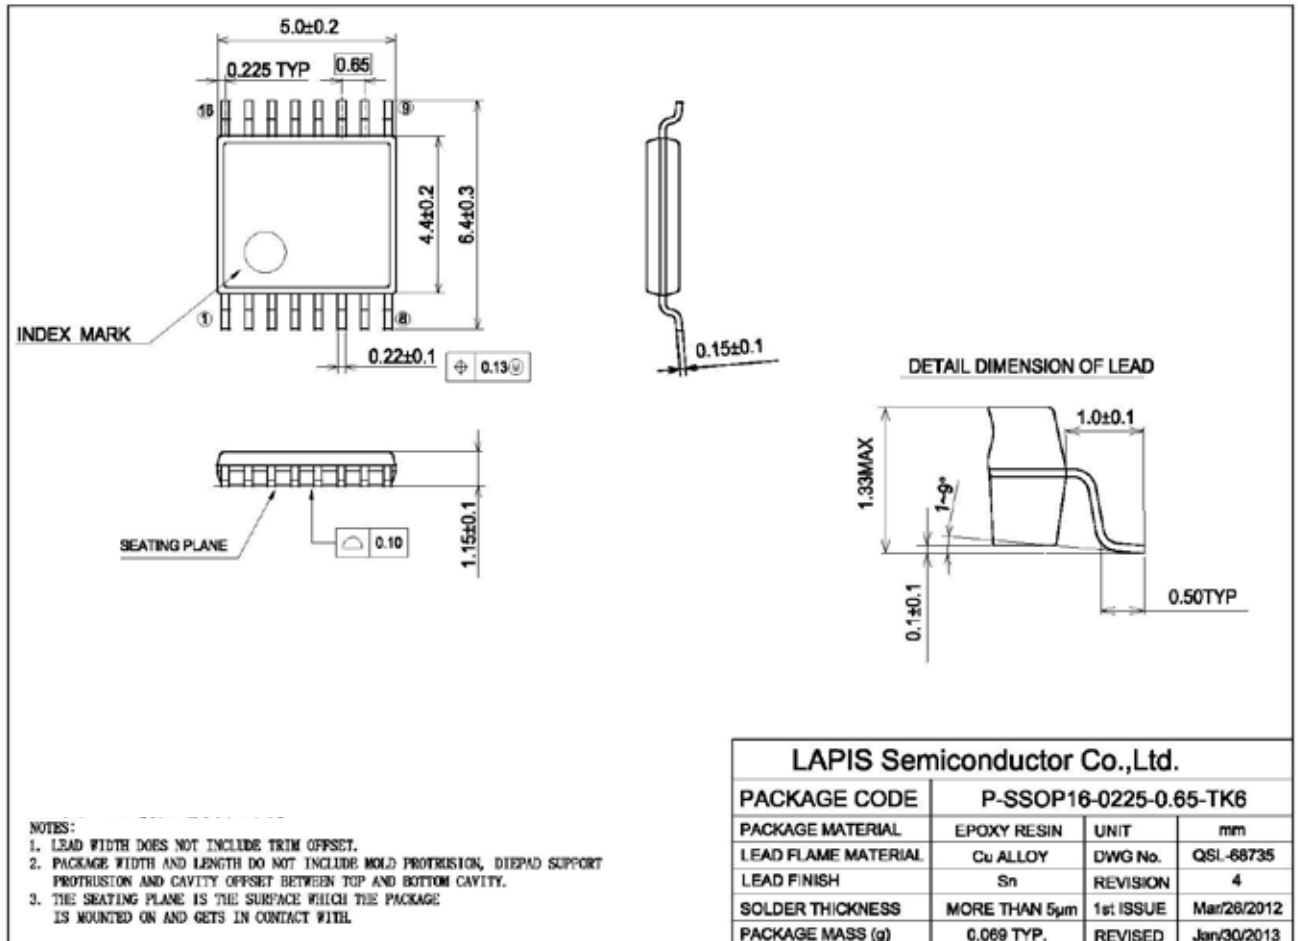 5.0±0.2
0.225 TYP
0.65
16
9
4.4±0.2
6.4±0.3
INDEX MARK
1
8
0.22±0.1
0.13Ⓜ
0.15±0.1
DETAIL DIMENSION OF LEAD
1.0±0.1
1.33MAX
1~9°
0.1±0.1
0.50TYP
SEATING PLANE
0.10
1.15±0.1
NOTES:
1. LEAD WIDTH DOES NOT INCLUDE TRIM OFFSET.
2. PACKAGE WIDTH AND LENGTH DO NOT INCLUDE MOLD PROTRUSION, DIEPAD SUPPORT
PROTRUSION AND CAVITY OFFSET BETWEEN TOP AND BOTTOM CAVITY.
3. THE SEATING PLANE IS THE SURFACE WHICH THE PACKAGE
IS MOUNTED ON AND GETS IN CONTACT WITH.
LAPIS Semiconductor Co.,Ltd.
PACKAGE CODE P-SSOP16-0225-0.65-TK6
PACKAGE MATERIAL EPOXY RESIN UNIT mm
LEAD FLAME MATERIAL Cu ALLOY DWG No. QSL-68735
LEAD FINISH Sn REVISION 4
SOLDER THICKNESS MORE THAN 5μm 1st ISSUE Mar/26/2012
PACKAGE MASS (g) 0.069 TYP. REVISED Jan/30/2013